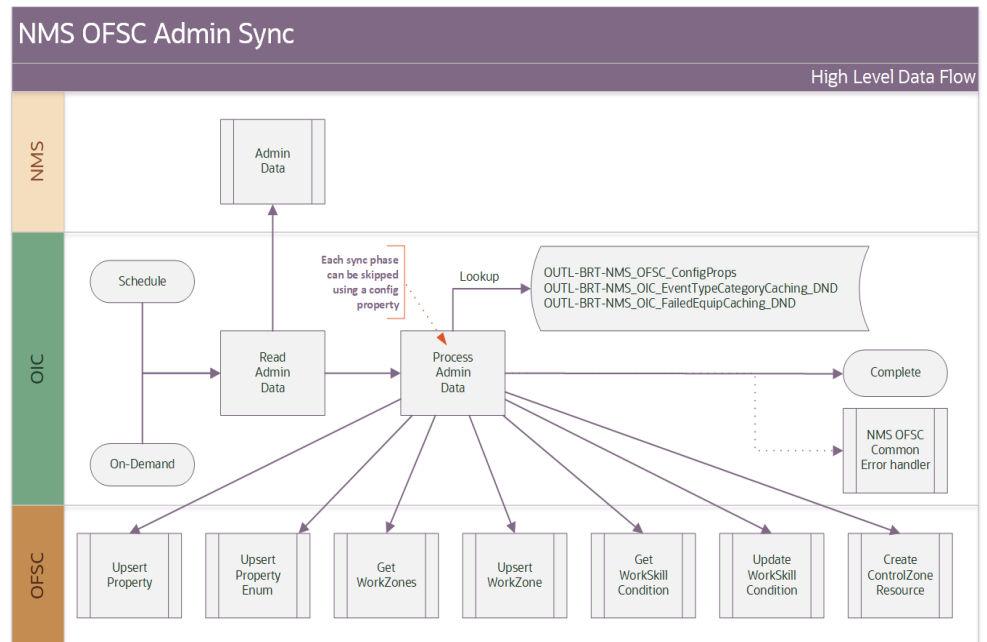 NMS OFSC Admin Sync
High Level Data Flow
NMS
Admin
Data
OIC
Schedule
On-Demand
Read
Admin
Data
Each sync phase
can be skipped
using a config
property
Process
Admin
Data
Lookup
OUTL-BRT-NMS_OFSC_ConfigProps
OUTL-BRT-NMS_OIC_EventTypeCategoryCaching_DND
OUTL-BRT-NMS_OIC_FailedEquipCaching_DND
Complete
NMS OFSC
Common
Error handler
OFSC
Upsert
Property
Upsert
Property
Enum
Get
WorkZones
Upsert
WorkZone
Get
WorkSkill
Condition
Update
WorkSkill
Condition
Create
ControlZone
Resource